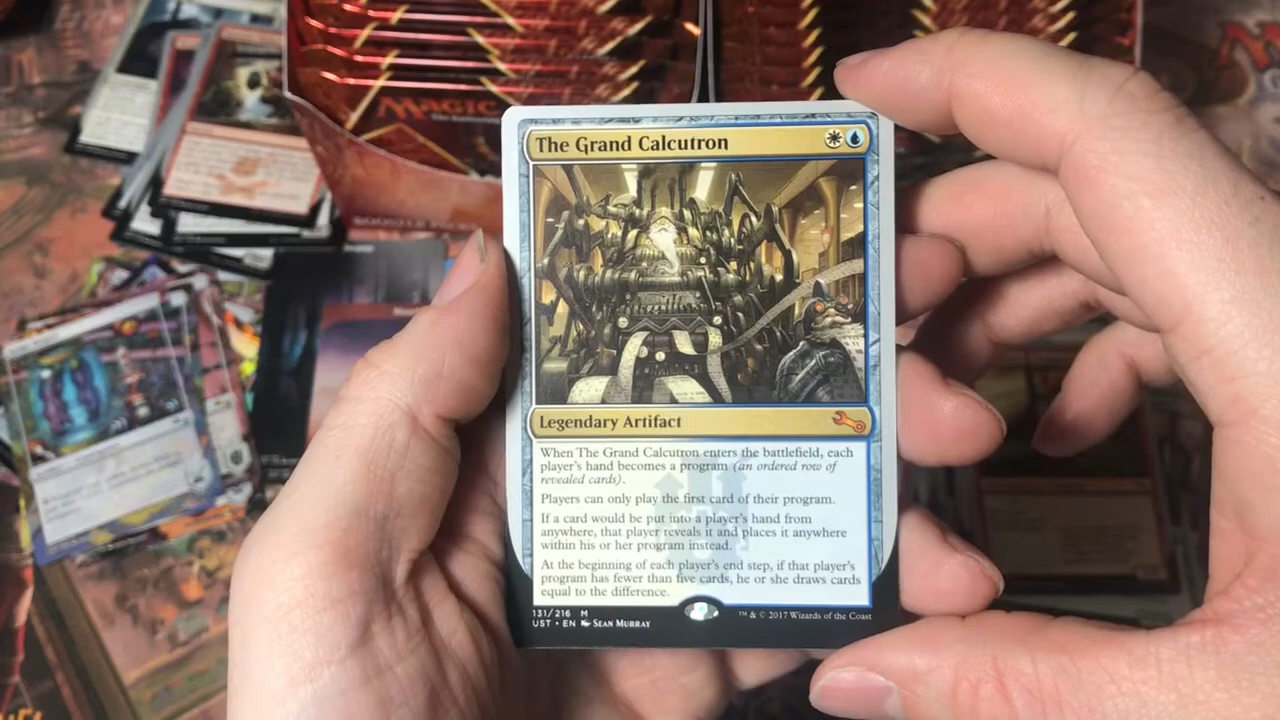 Magic
The Grand Calcutron
Legendary Artifact
When The Grand Calcutron enters the battlefield, each
player's hand becomes a program (an ordered row of
revealed cards).
Players can only play the first card of their program.
If a card would be put into a player's hand from
anywhere, that player reveals it and places it anywhere
within his or her program instead.
At the beginning of each player's end step, if that player's
program has fewer than five cards, he or she draws cards
equal to the difference.
131/216 M
UST • EN SEAN MURRAY
™ & © 2017 Wizards of the Coast